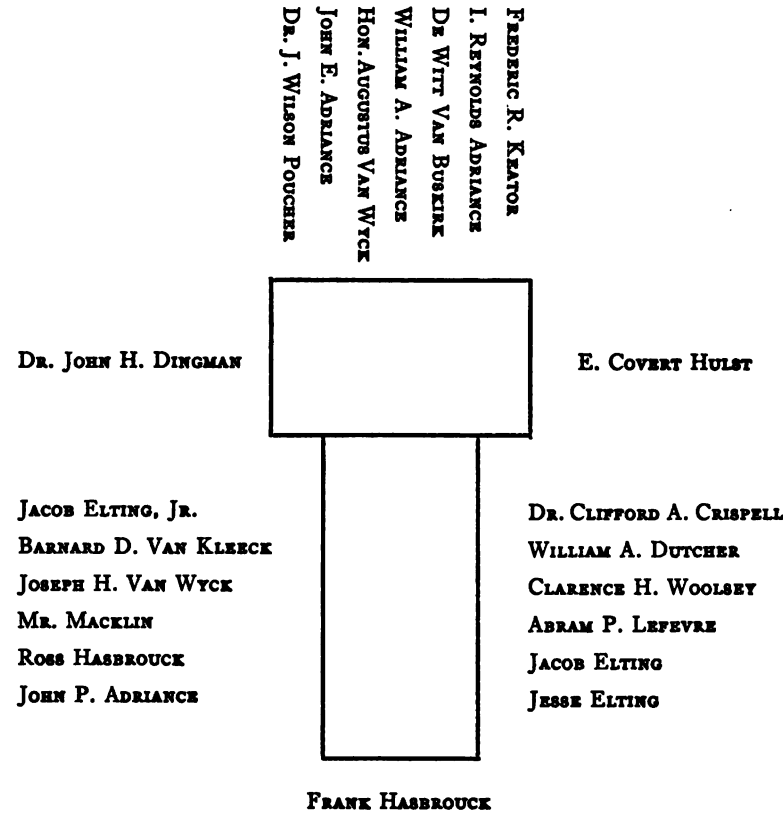 Dr. J. Wilson Poucher
John E. Adriance
Hon. Augustus Van Wyck
William A. Adriance
De Witt Van Buskirk
I. Reynolds Adriance
Frederic R. Keator
Dr. John H. Dingman
E. Covert Hulst
Jacob Elting, Jr.
Barnard D. Van Kleeck
Joseph H. Van Wyck
Mr. Macklin
Ross Hasbrouck
John P. Adriance
Dr. Clifford A. Crispell
William A. Dutcher
Clarence H. Woolsey
Abram P. Lefevre
Jacob Elting
Jesse Elting
Frank Hasbrouck